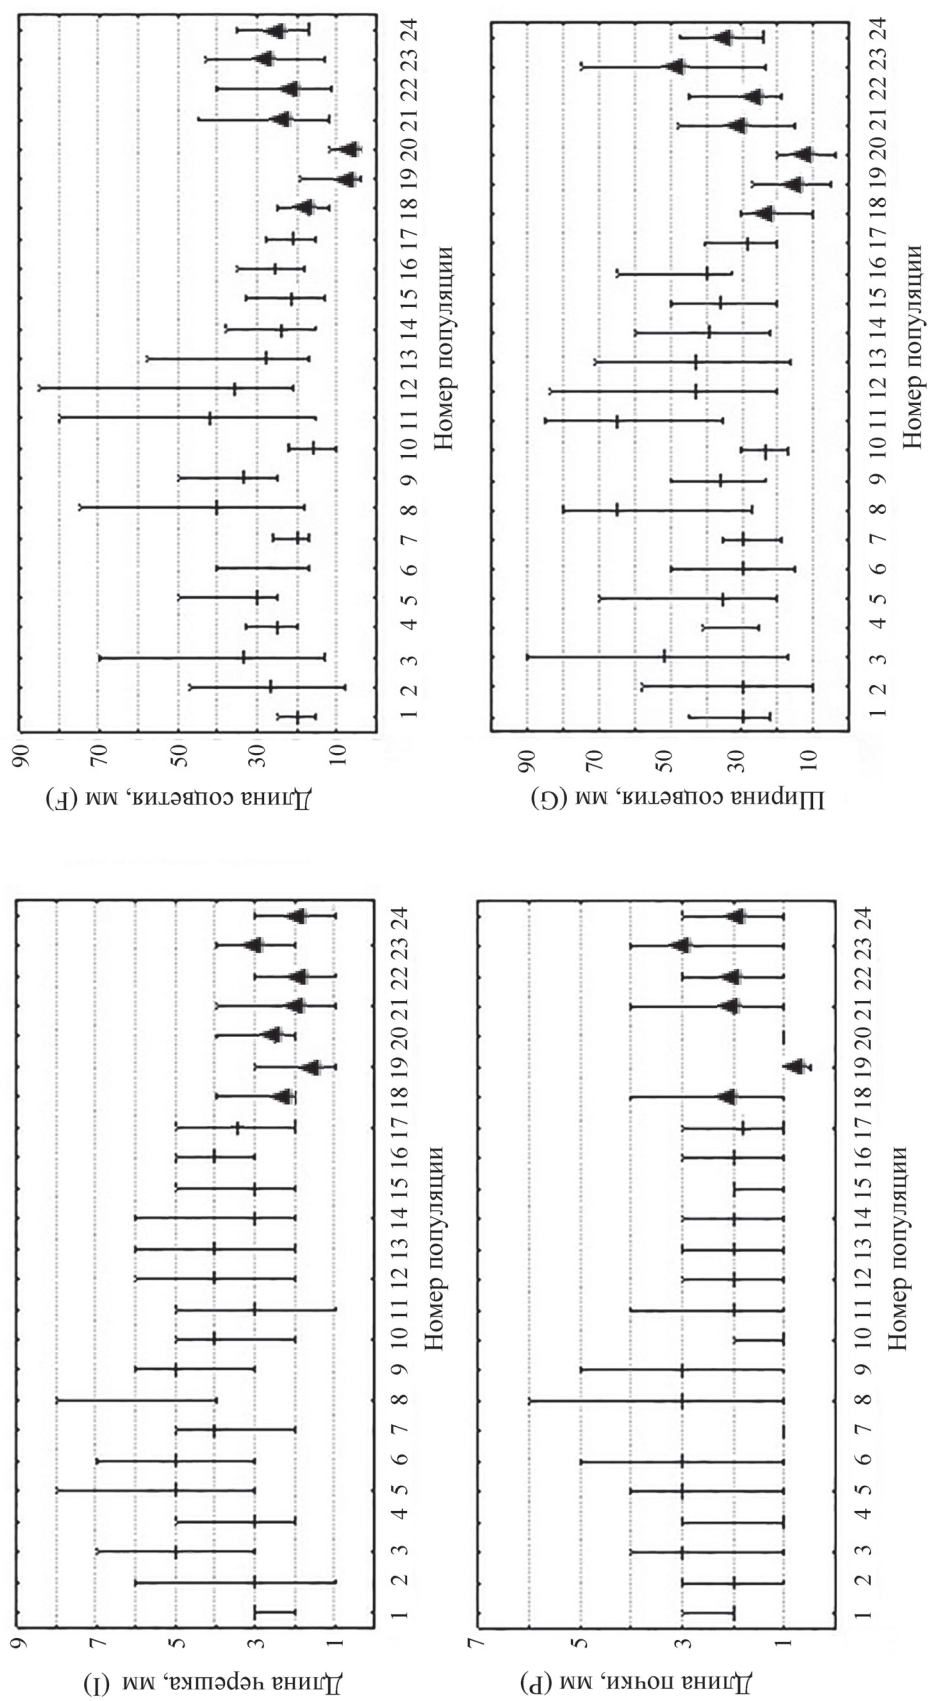 90
70
50
30
10
Длина соцветия, мм (F)
1 2 3 4 5 6 7 8 9 10 11 12 13 14 15 16 17 18 19 20 21 22 23 24
Номер популяции
90
70
50
30
10
Ширина соцветия, мм (G)
1 2 3 4 5 6 7 8 9 10 11 12 13 14 15 16 17 18 19 20 21 22 23 24
Номер популяции
9
7
5
3
1
Длина черешка, мм (I)
1 2 3 4 5 6 7 8 9 10 11 12 13 14 15 16 17 18 19 20 21 22 23 24
Номер популяции
7
5
3
1
Длина почки, мм (P)
1 2 3 4 5 6 7 8 9 10 11 12 13 14 15 16 17 18 19 20 21 22 23 24
Номер популяции